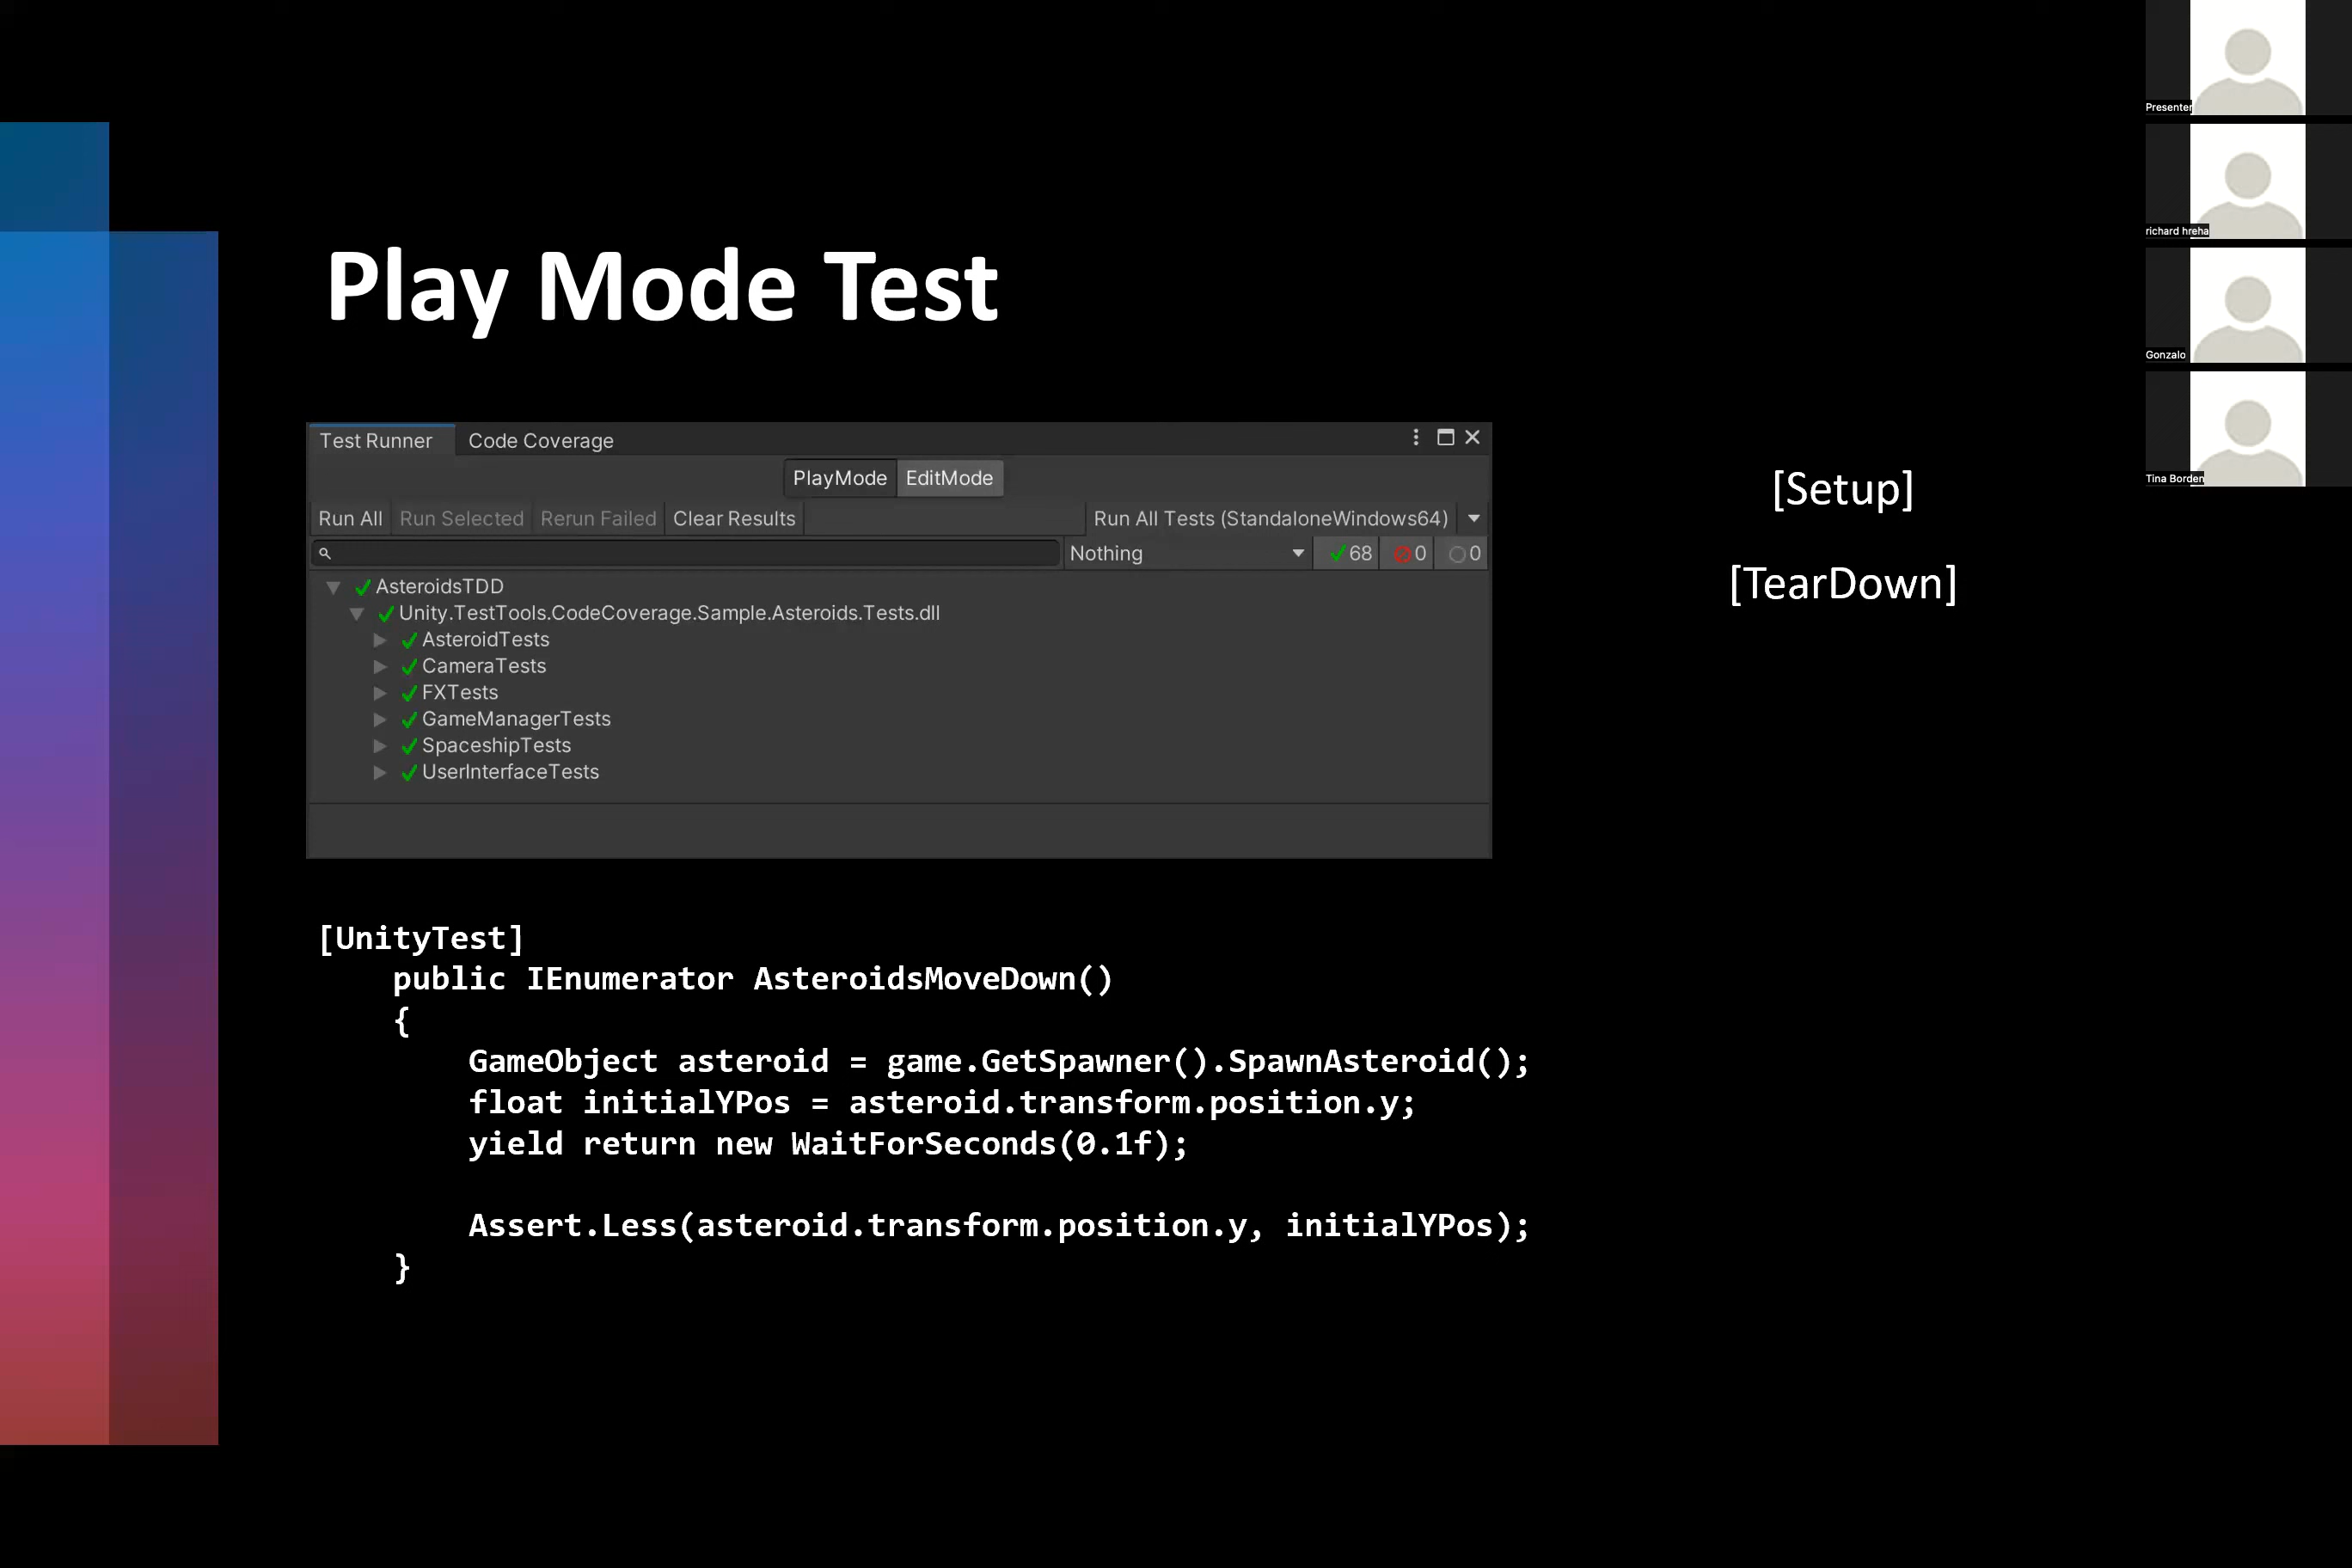 Play Mode Test
Test Runner Code Coverage
PlayMode EditMode
Run All Run Selected Rerun Failed Clear Results Run All Tests (StandaloneWindows64)
Nothing 68 0 0
AsteroidsTDD
Unity.TestTools.CodeCoverage.Sample.Asteroids.Tests.dll
AsteroidTests
CameraTests
FXTests
GameManagerTests
SpaceshipTests
UserInterfaceTests
[Setup]
[TearDown]
[UnityTest]
public IEnumerator AsteroidsMoveDown()
{
GameObject asteroid = game.GetSpawner().SpawnAsteroid();
float initialYPos = asteroid.transform.position.y;
yield return new WaitForSeconds(0.1f);
Assert.Less(asteroid.transform.position.y, initialYPos);
}
Presenter
richard hreha
Gonzalo
Tina Borden